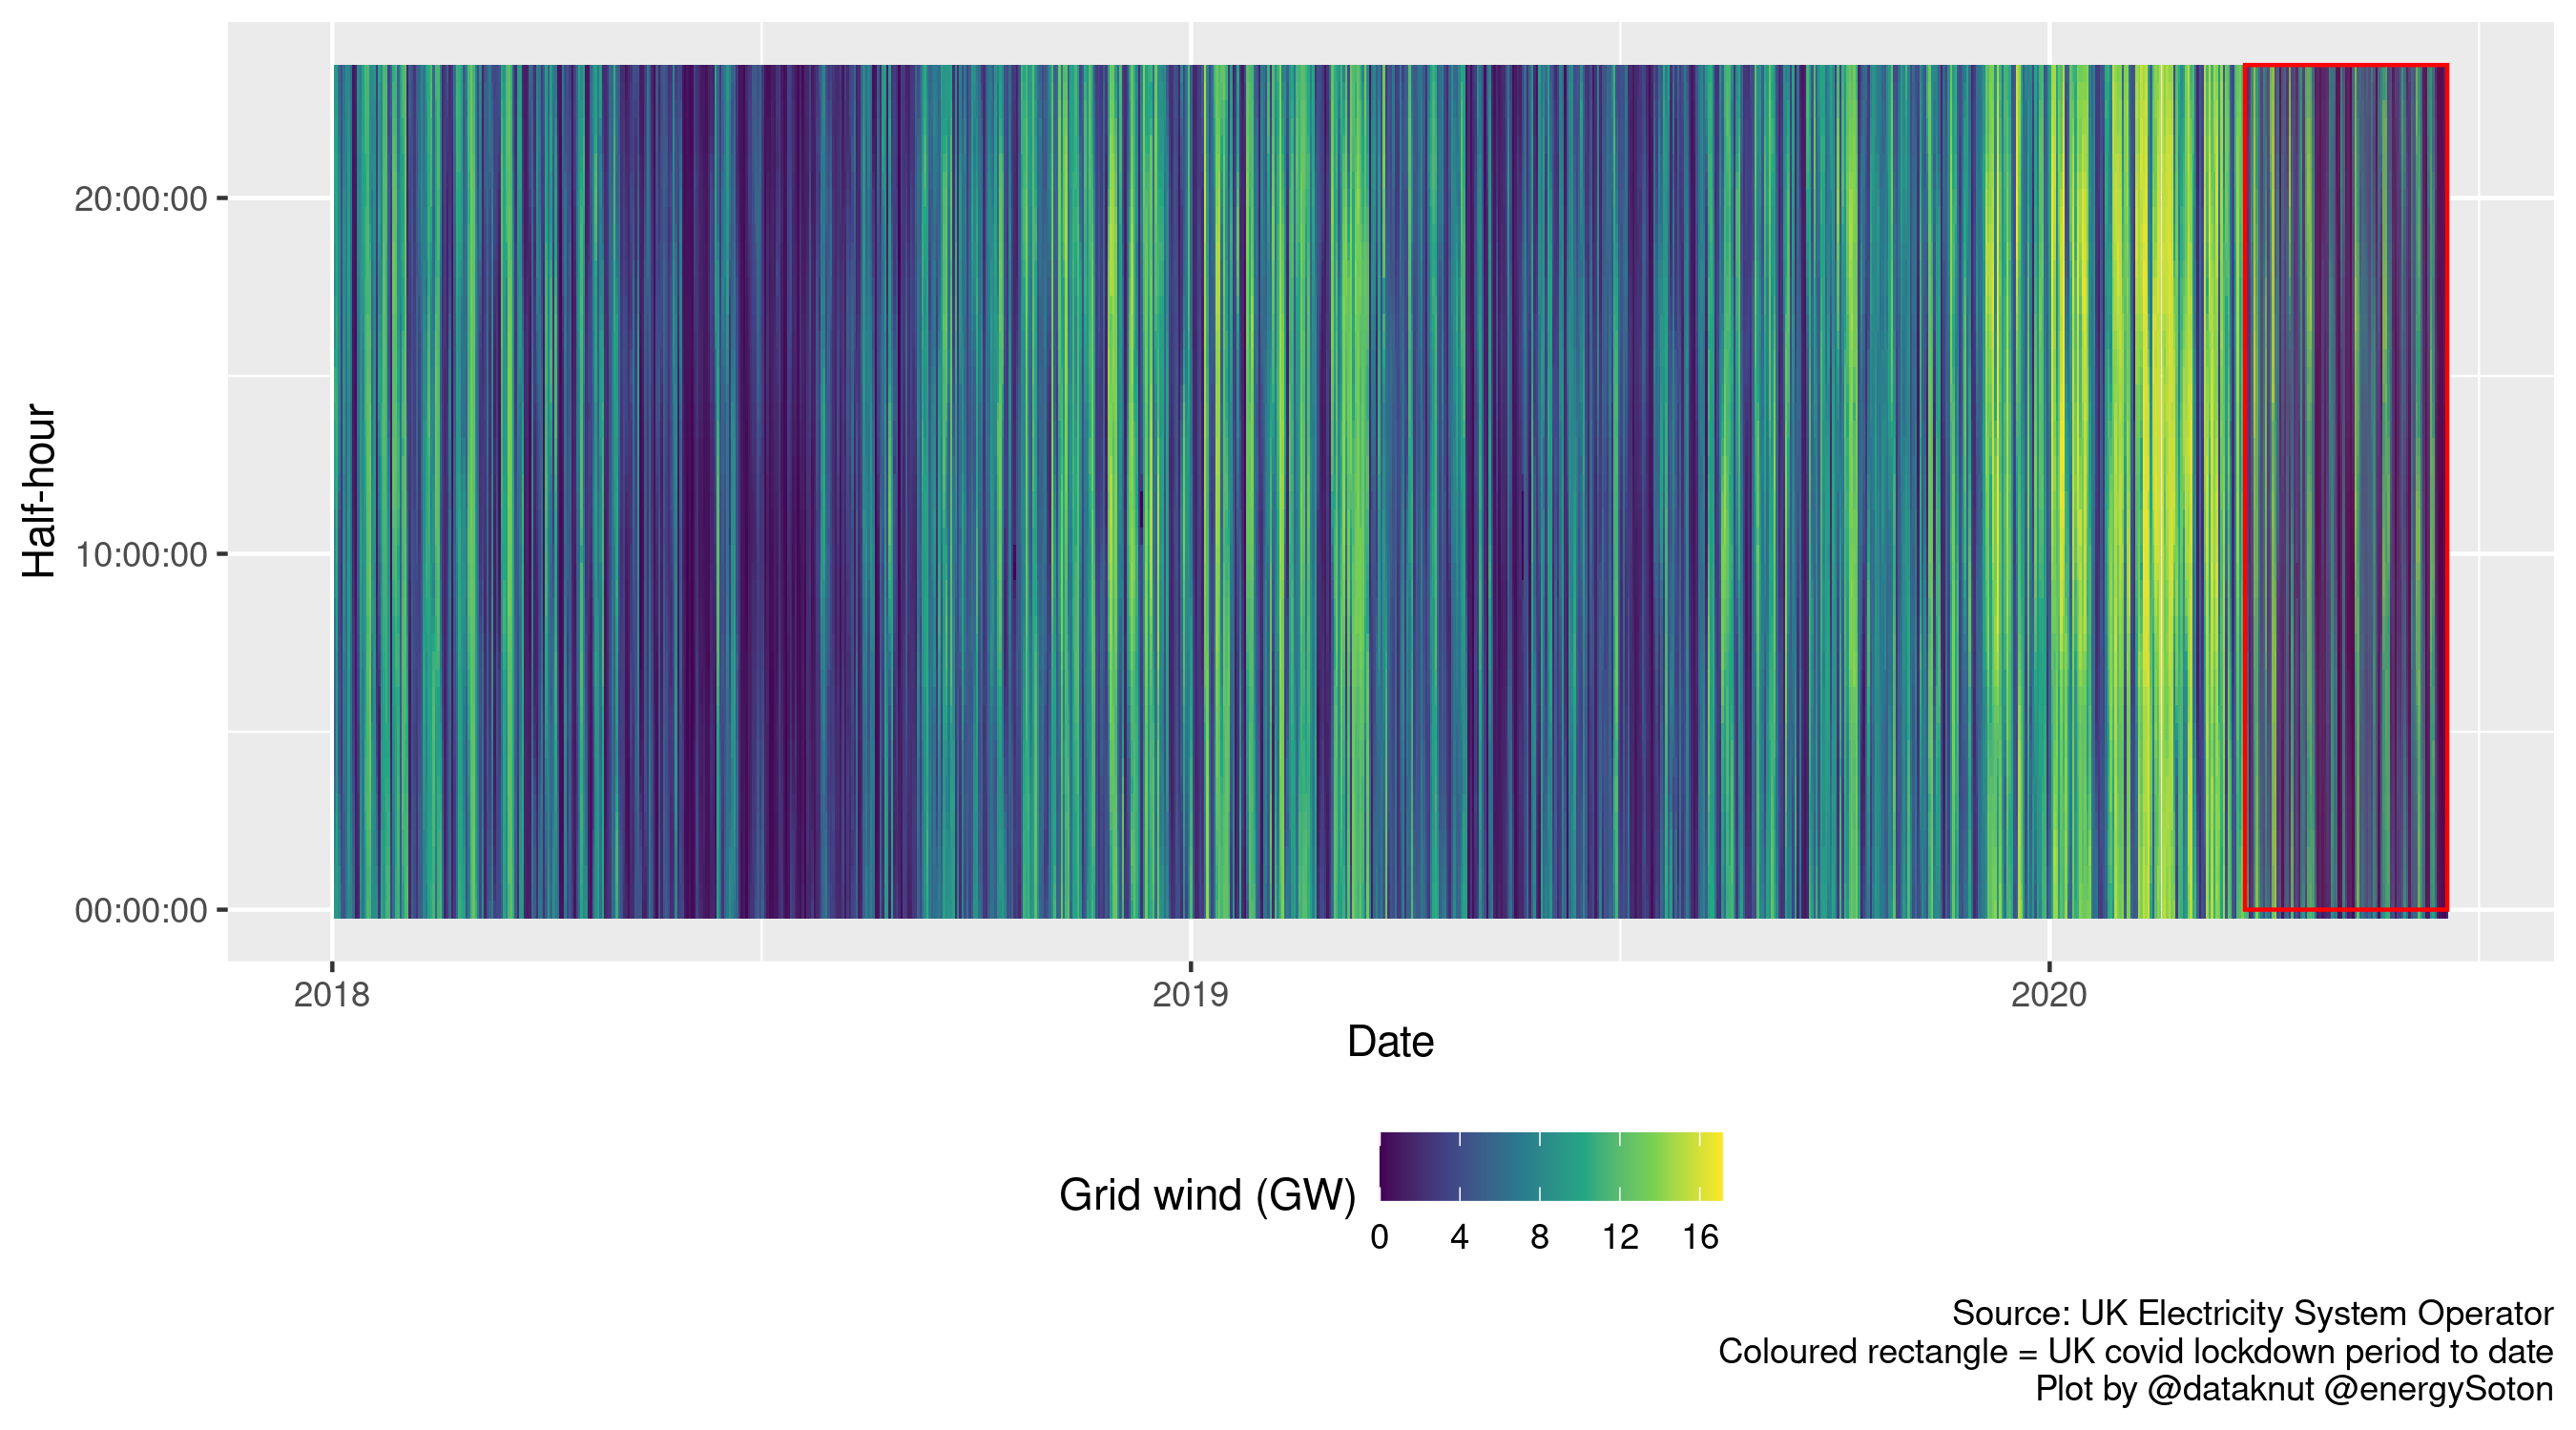 Half-hour
20:00:00
10:00:00
00:00:00
2018 2019 2020
Date
Grid wind (GW)
0 4 8 12 16
Source: UK Electricity System Operator
Coloured rectangle = UK covid lockdown period to date
Plot by @dataknut @energySoton